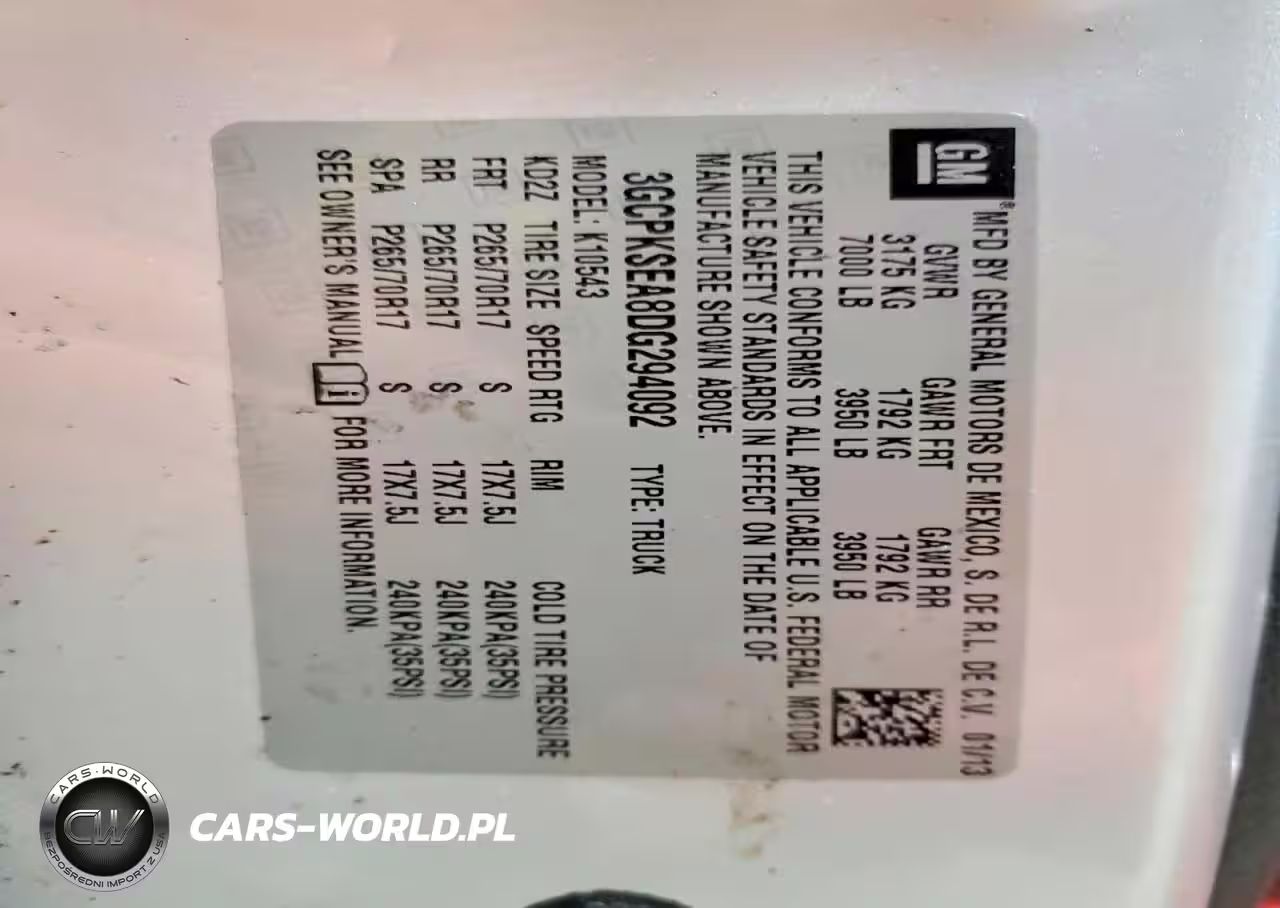 GM
® MFD BY GENERAL MOTORS DE MEXICO, S. DE R.L. DE C.V. 01/13
GVWR GAWR FRT GAWR RR
3175 KG 1792 KG 1792 KG
7000 LB 3950 LB 3950 LB
THIS VEHICLE CONFORMS TO ALL APPLICABLE U.S. FEDERAL MOTOR
VEHICLE SAFETY STANDARDS IN EFFECT ON THE DATE OF
MANUFACTURE SHOWN ABOVE.
3GCPKSEA8DG294092 TYPE: TRUCK
MODEL: K10543
KD2Z TIRE SIZE SPEED RTG RIM COLD TIRE PRESSURE
FRT P265/70R17 S 17X7.5J 240KPA(35PSI)
RR P265/70R17 S 17X7.5J 240KPA(35PSI)
SPA P265/70R17 S 17X7.5J 240KPA(35PSI)
SEE OWNER'S MANUAL i FOR MORE INFORMATION.
CARS-WORLD
CW
BEZPOŚREDNI IMPORT Z USA
CARS-WORLD.PL